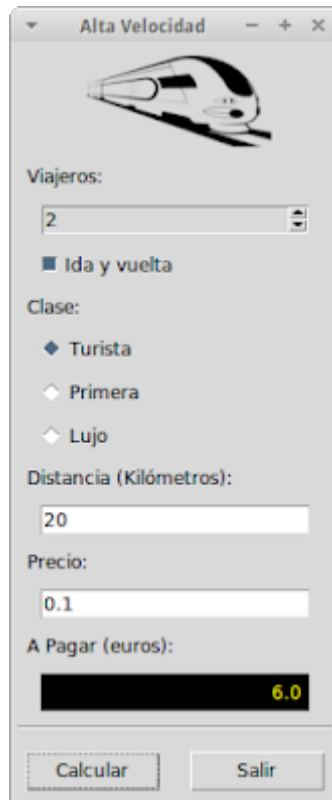 Alta Velocidad
Viajeros:
2
Ida y vuelta
Clase:
Turista
Primera
Lujo
Distancia (Kilómetros):
20
Precio:
0.1
A Pagar (euros):
6.0
Calcular
Salir